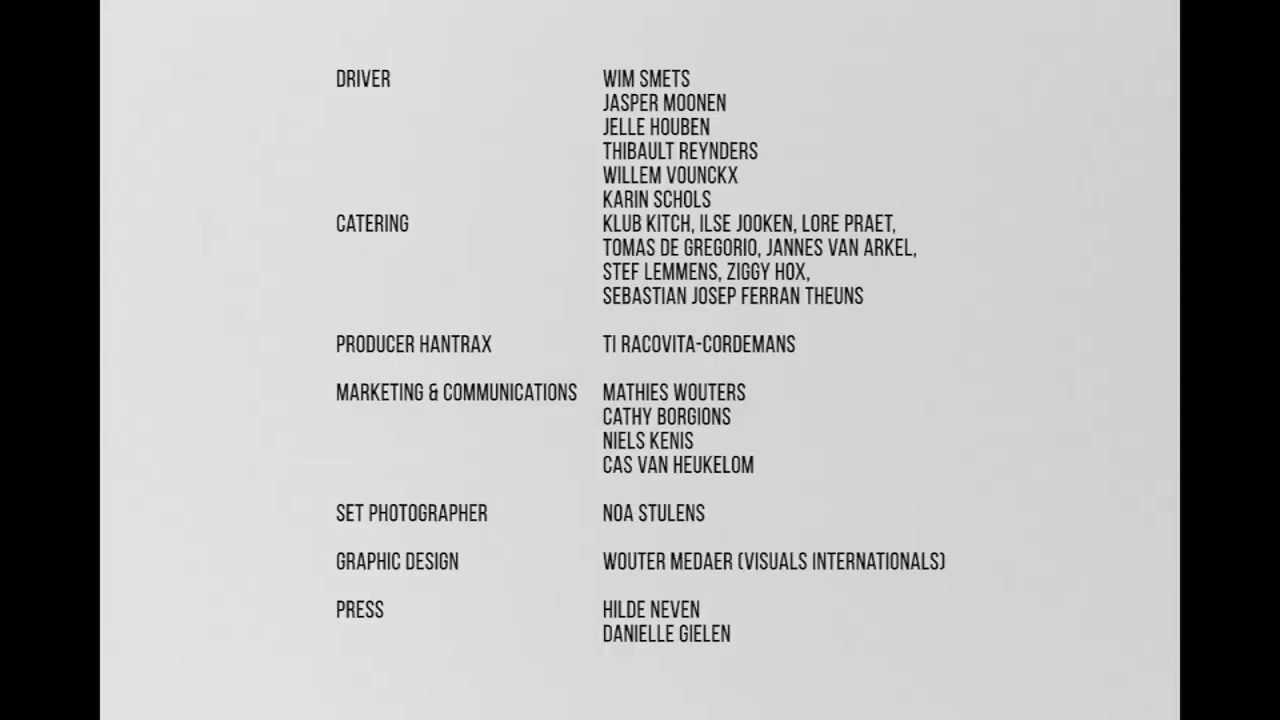 DRIVER WIM SMETS
JASPER MOONEN
JELLE HOUBEN
THIBAULT REYNDERS
WILLEM VOUNCKX
KARIN SCHOLS
CATERING KLUB KITCH, ILSE JOOKEN, LORE PRAET,
TOMAS DE GREGORIO, JANNES VAN ARKEL,
STEF LEMMENS, ZIGGY HOX,
SEBASTIAN JOSEP FERRAN THEUNS
PRODUCER HANTRAX TI RACOVITA-CORDEMANS
MARKETING & COMMUNICATIONS MATHIES WOUTERS
CATHY BORGIONS
NIELS KENIS
CAS VAN HEUKELOM
SET PHOTOGRAPHER NOA STULENS
GRAPHIC DESIGN WOUTER MEDAER (VISUALS INTERNATIONALS)
PRESS HILDE NEVEN
DANIELLE GIELEN